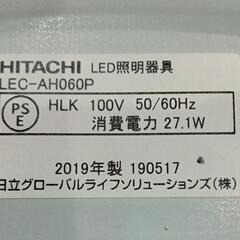 HITACHI LED照明器具
LEC-AH060P
PSE HLK 100V 50/60Hz
消費電力 27.1W
2019年製 190517
日立グローバルライフソリューションズ(株)